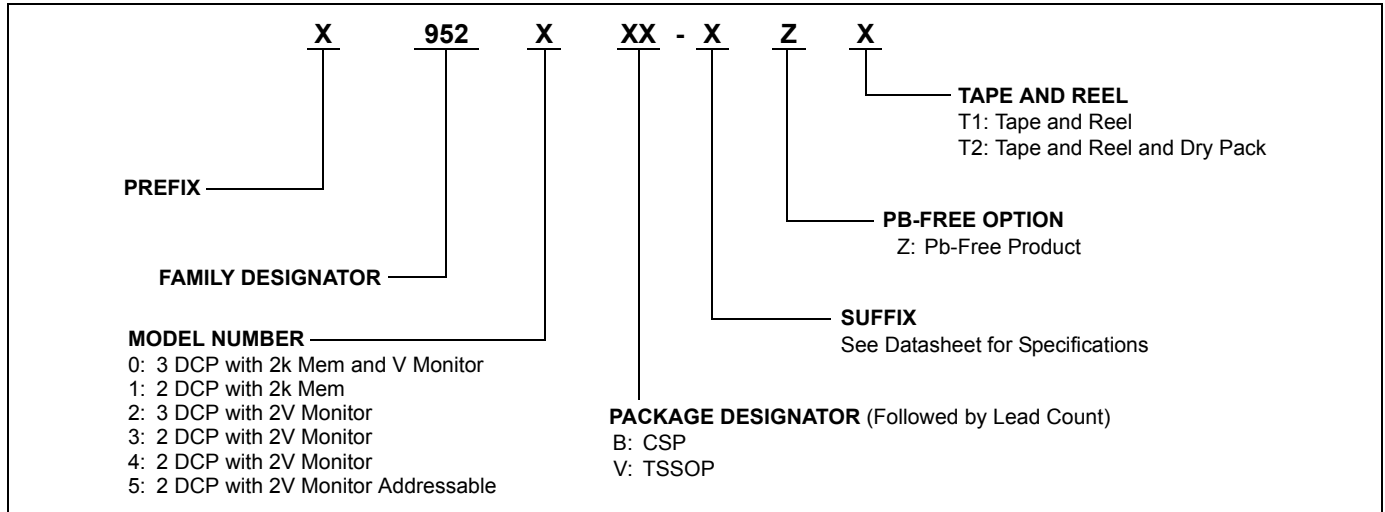 X 952 X XX - X Z X
TAPE AND REEL
T1: Tape and Reel
T2: Tape and Reel and Dry Pack
PREFIX
PB-FREE OPTION
Z: Pb-Free Product
FAMILY DESIGNATOR
SUFFIX
See Datasheet for Specifications
MODEL NUMBER
0: 3 DCP with 2k Mem and V Monitor
1: 2 DCP with 2k Mem
2: 3 DCP with 2V Monitor
3: 2 DCP with 2V Monitor
4: 2 DCP with 2V Monitor
5: 2 DCP with 2V Monitor Addressable
PACKAGE DESIGNATOR (Followed by Lead Count)
B: CSP
V: TSSOP